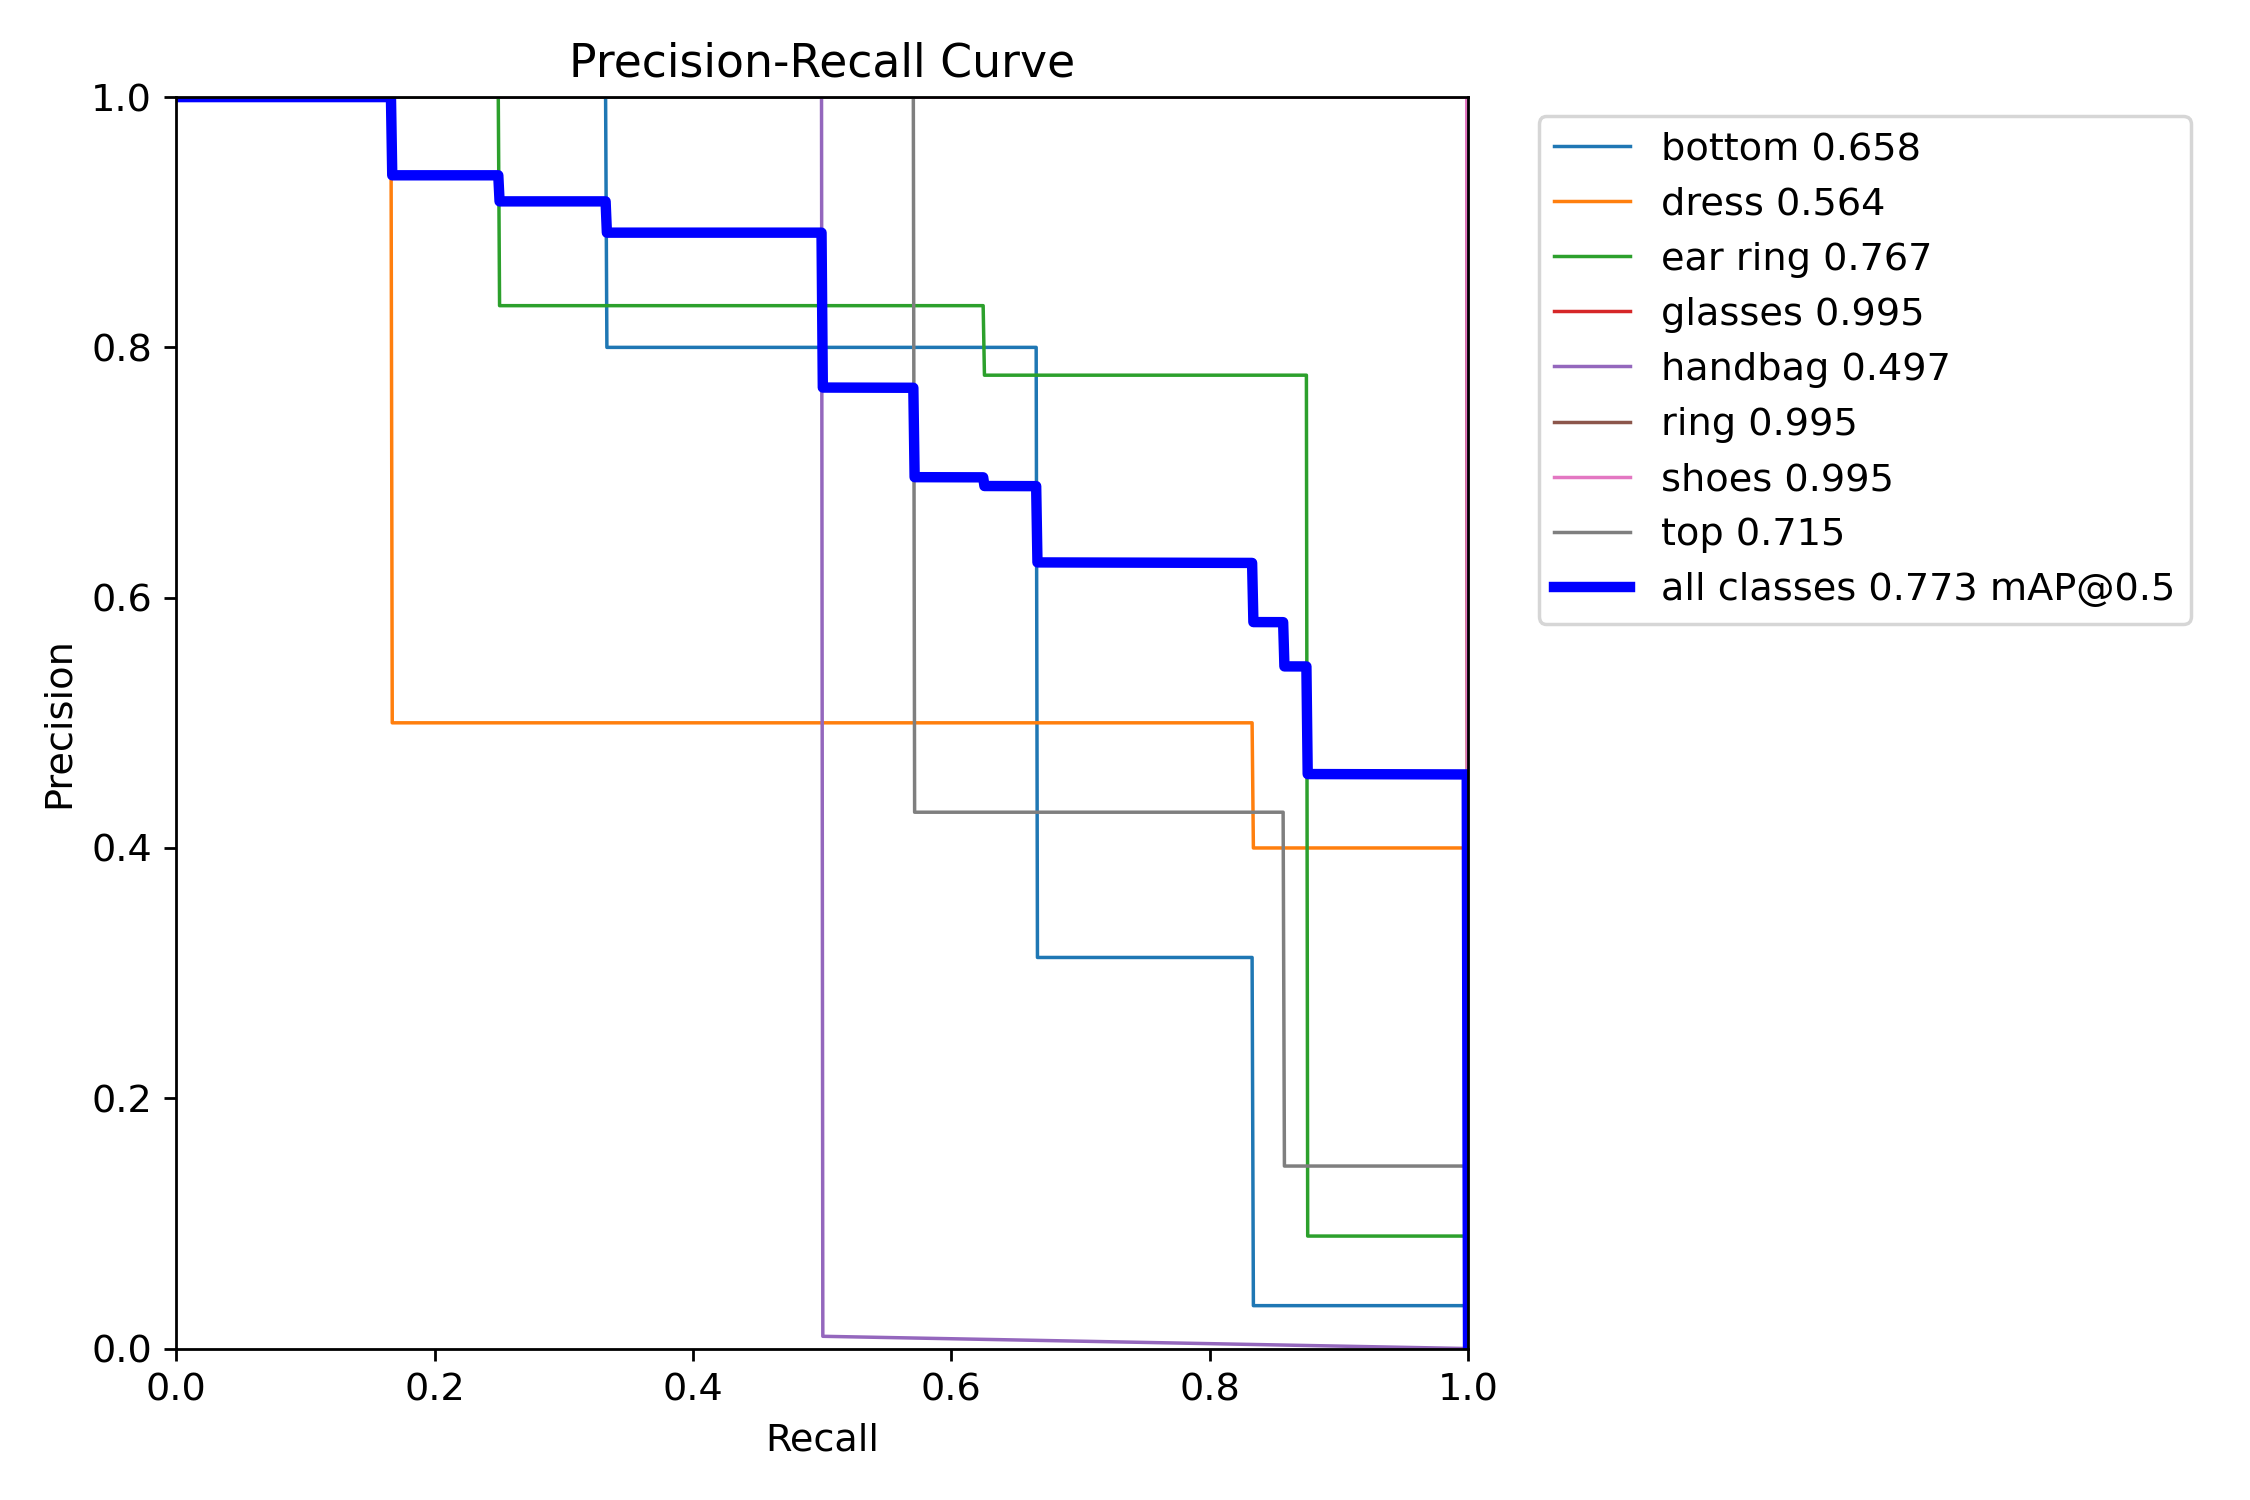 Precision-Recall Curve
1.0
0.8
0.6
0.4
0.2
0.0
Precision
0.0 0.2 0.4 0.6 0.8 1.0
Recall
bottom 0.658
dress 0.564
ear ring 0.767
glasses 0.995
handbag 0.497
ring 0.995
shoes 0.995
top 0.715
all classes 0.773 mAP@0.5